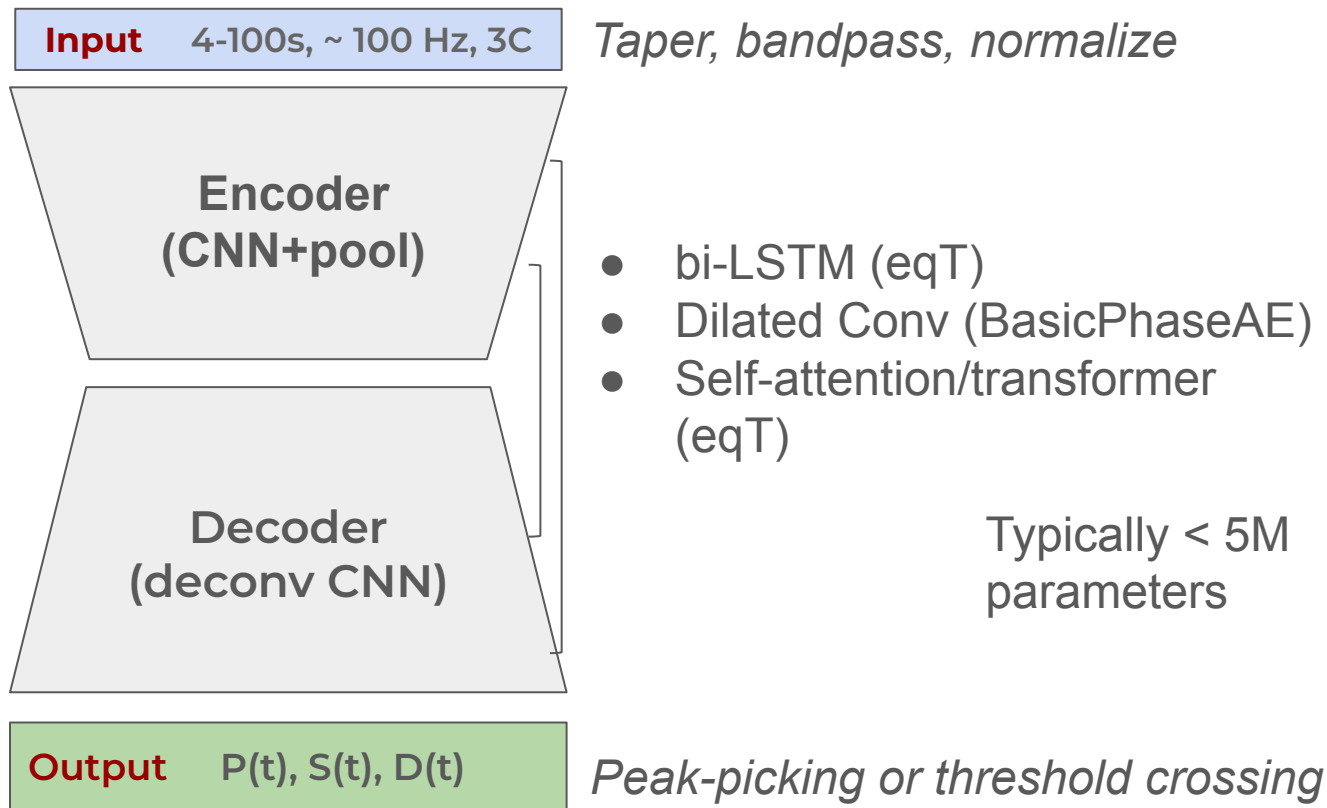 Input 4-100s, ~ 100 Hz, 3C
Taper, bandpass, normalize
Encoder
(CNN+pool)
● bi-LSTM (eqT)
● Dilated Conv (BasicPhaseAE)
● Self-attention/transformer
(eqT)
Decoder
(deconv CNN)
Typically < 5M
parameters
Output P(t), S(t), D(t)
Peak-picking or threshold crossing